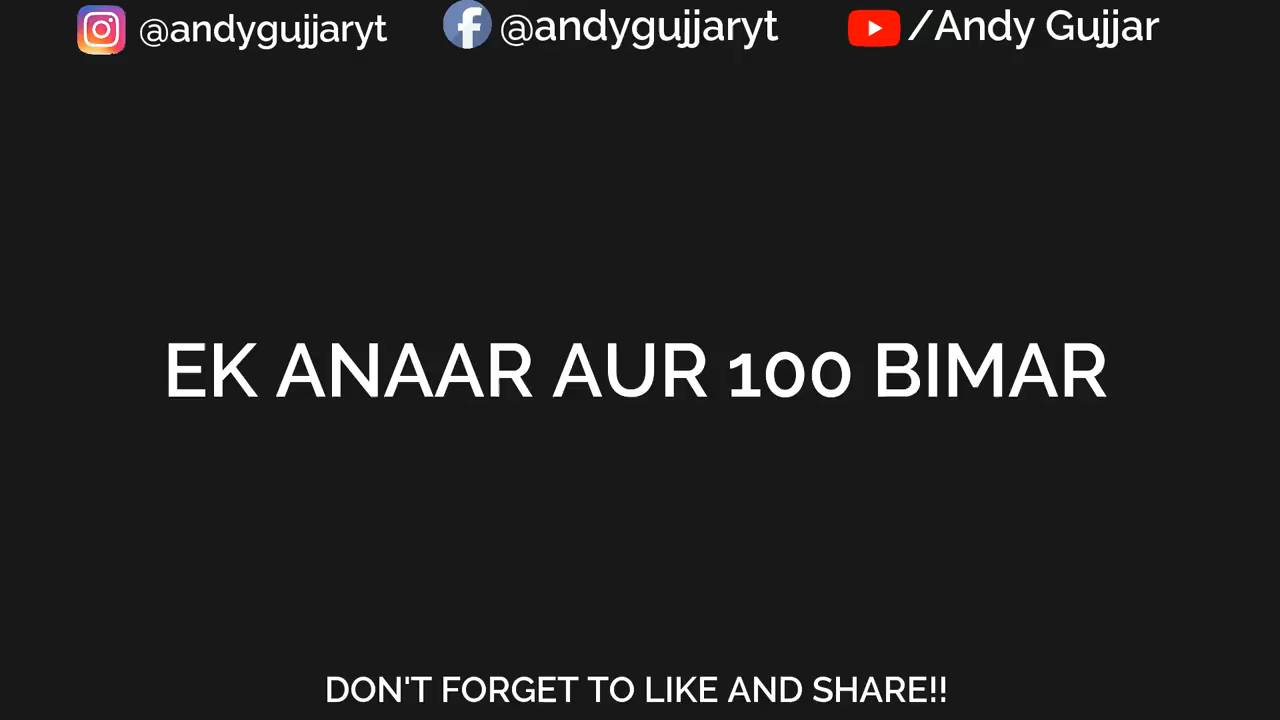 @andygujjaryt @andygujjaryt /Andy Gujjar
EK ANAAR AUR 100 BIMAR
DON'T FORGET TO LIKE AND SHARE!!